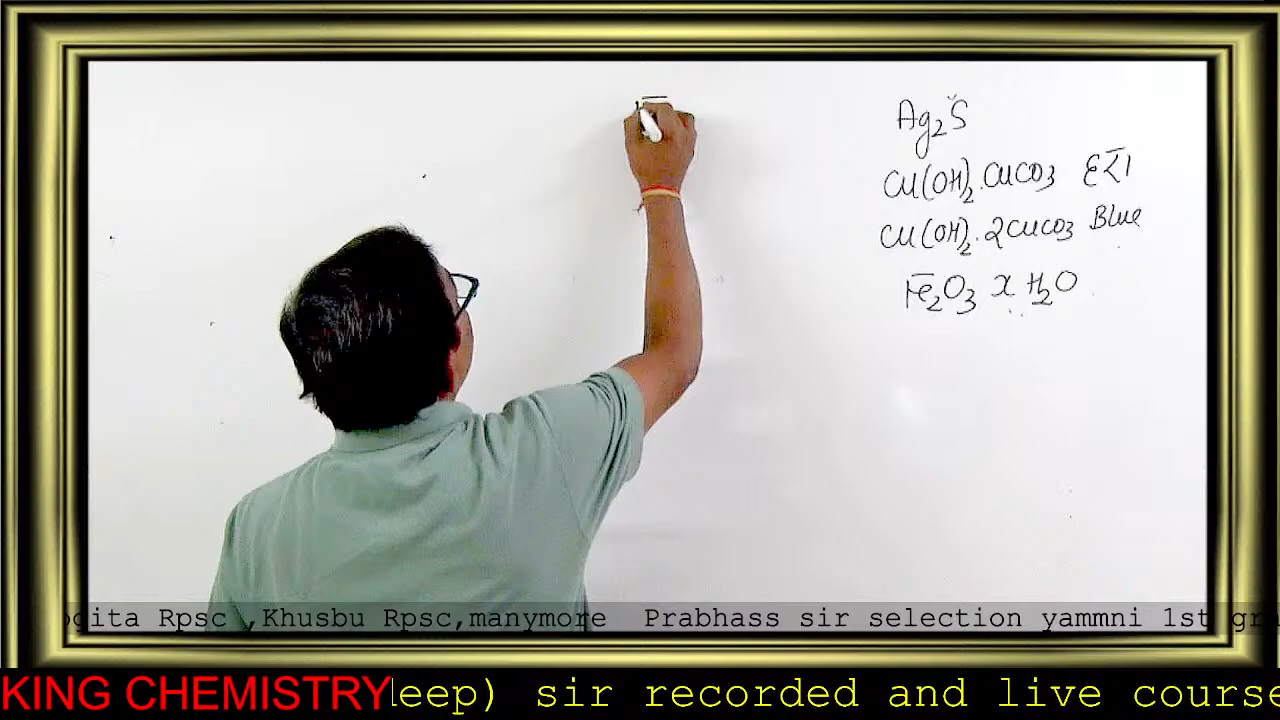 Ag2S
Cu(OH)2.CuCO3 हरा
Cu(OH)2.2CuCO3 Blue
Fe2O3 x H2O
ogita Rpsc ,Khusbu Rpsc,manymore Prabhass sir selection yammni 1st gr
KING CHEMISTRY
deep) sir recorded and live course